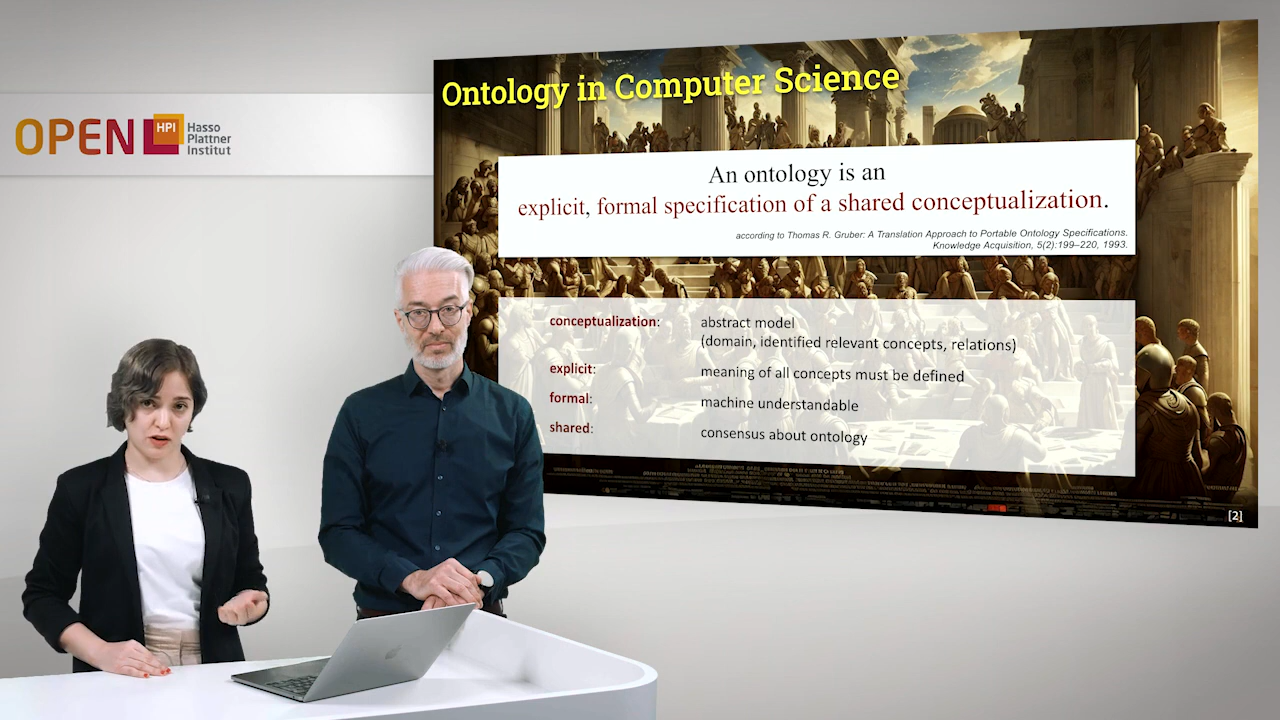 OPEN HPI Hasso
Plattner
Institut
Ontology in Computer Science
An ontology is an
explicit, formal specification of a shared conceptualization.
according to Thomas R. Gruber: A Translation Approach to Portable Ontology Specifications.
Knowledge Acquisition, 5(2):199–220, 1993.
conceptualization: abstract model
(domain, identified relevant concepts, relations)
explicit: meaning of all concepts must be defined
formal: machine understandable
shared: consensus about ontology
[2]